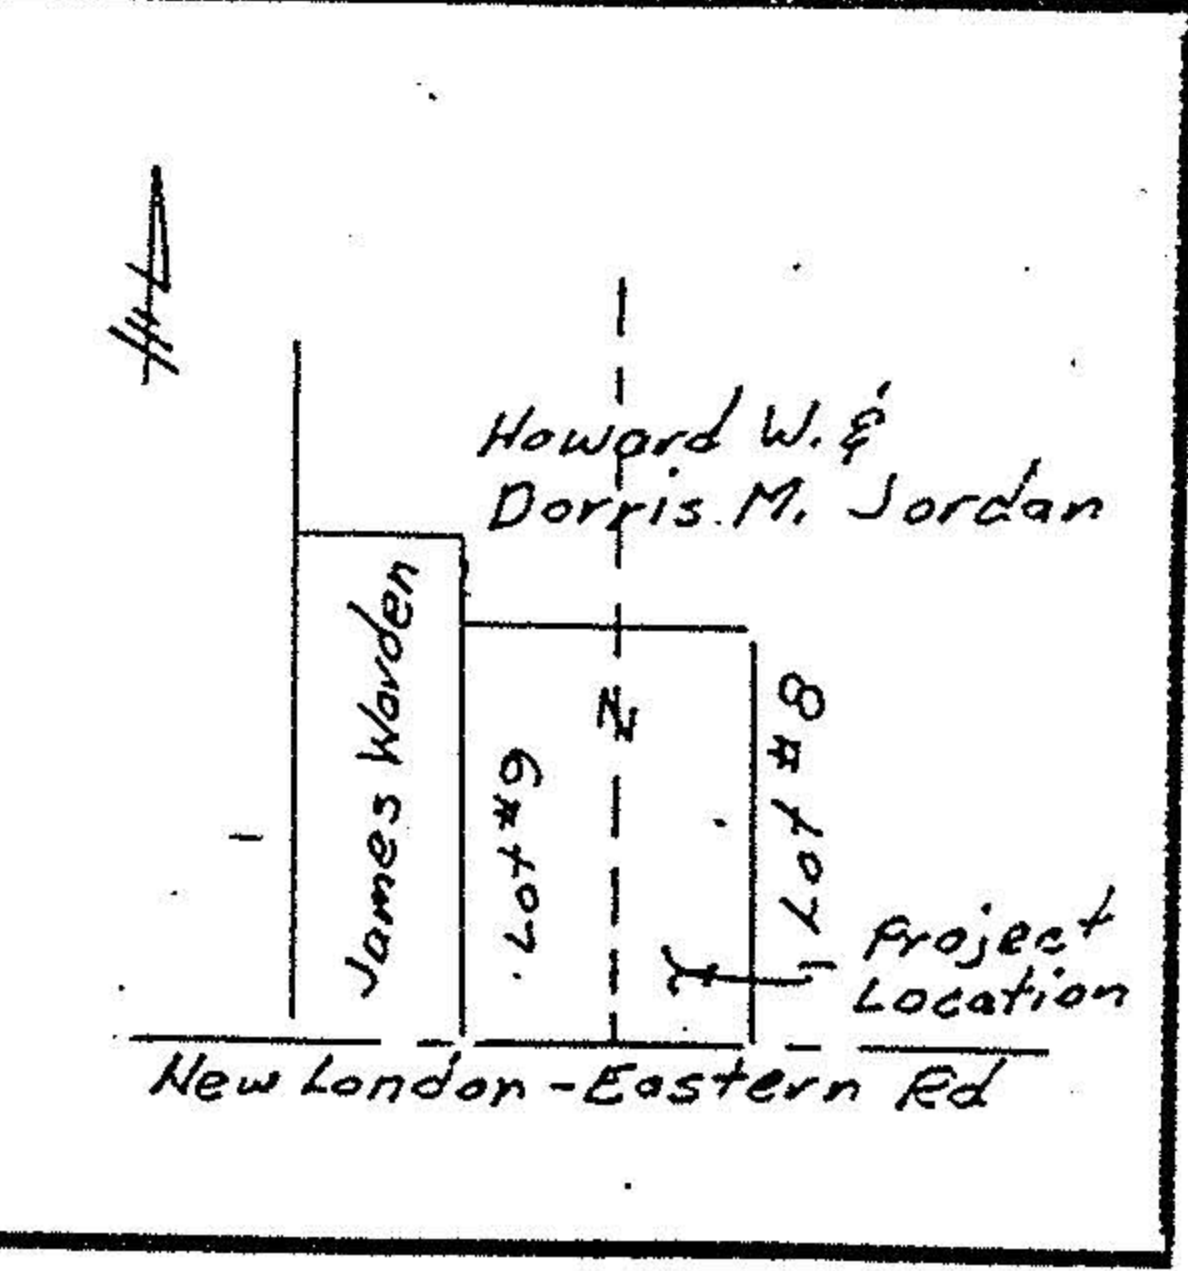 Howard W. &
Dorris M. Jordan
James Warden
Lot #9
N
Lot #8
Project
Location
New London - Eastern Rd